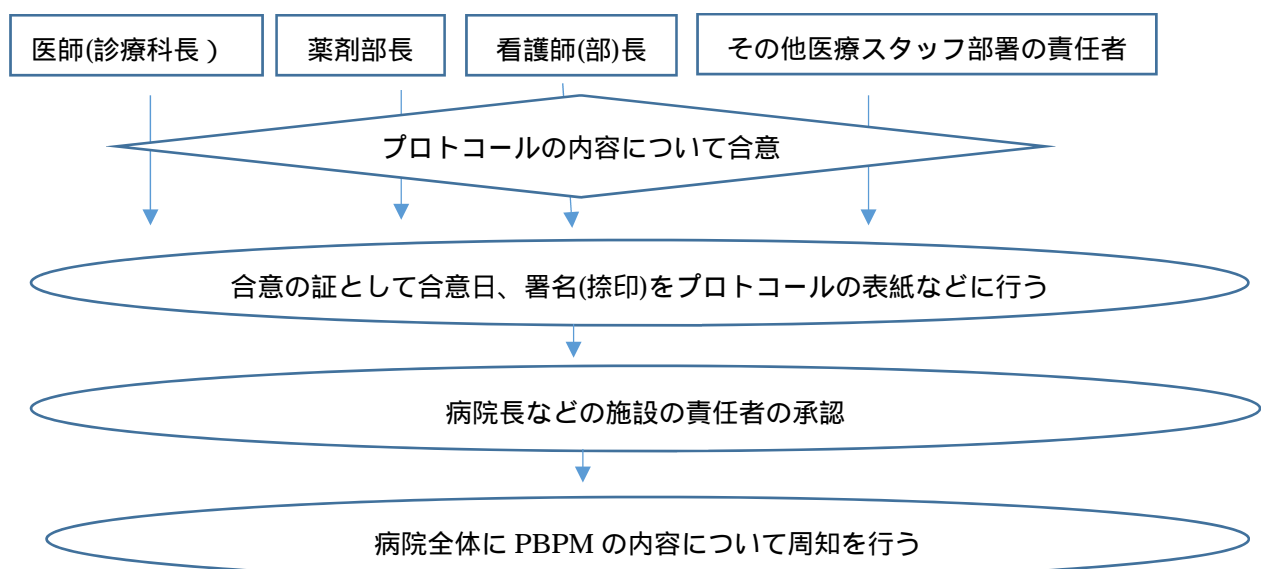 医師(診療科長)
薬剤部長
看護師(部)長
その他医療スタッフ部署の責任者
プロトコールの内容について合意
合意の証として合意日、署名(捺印)をプロトコールの表紙などに行う
病院長などの施設の責任者の承認
病院全体に PBPM の内容について周知を行う